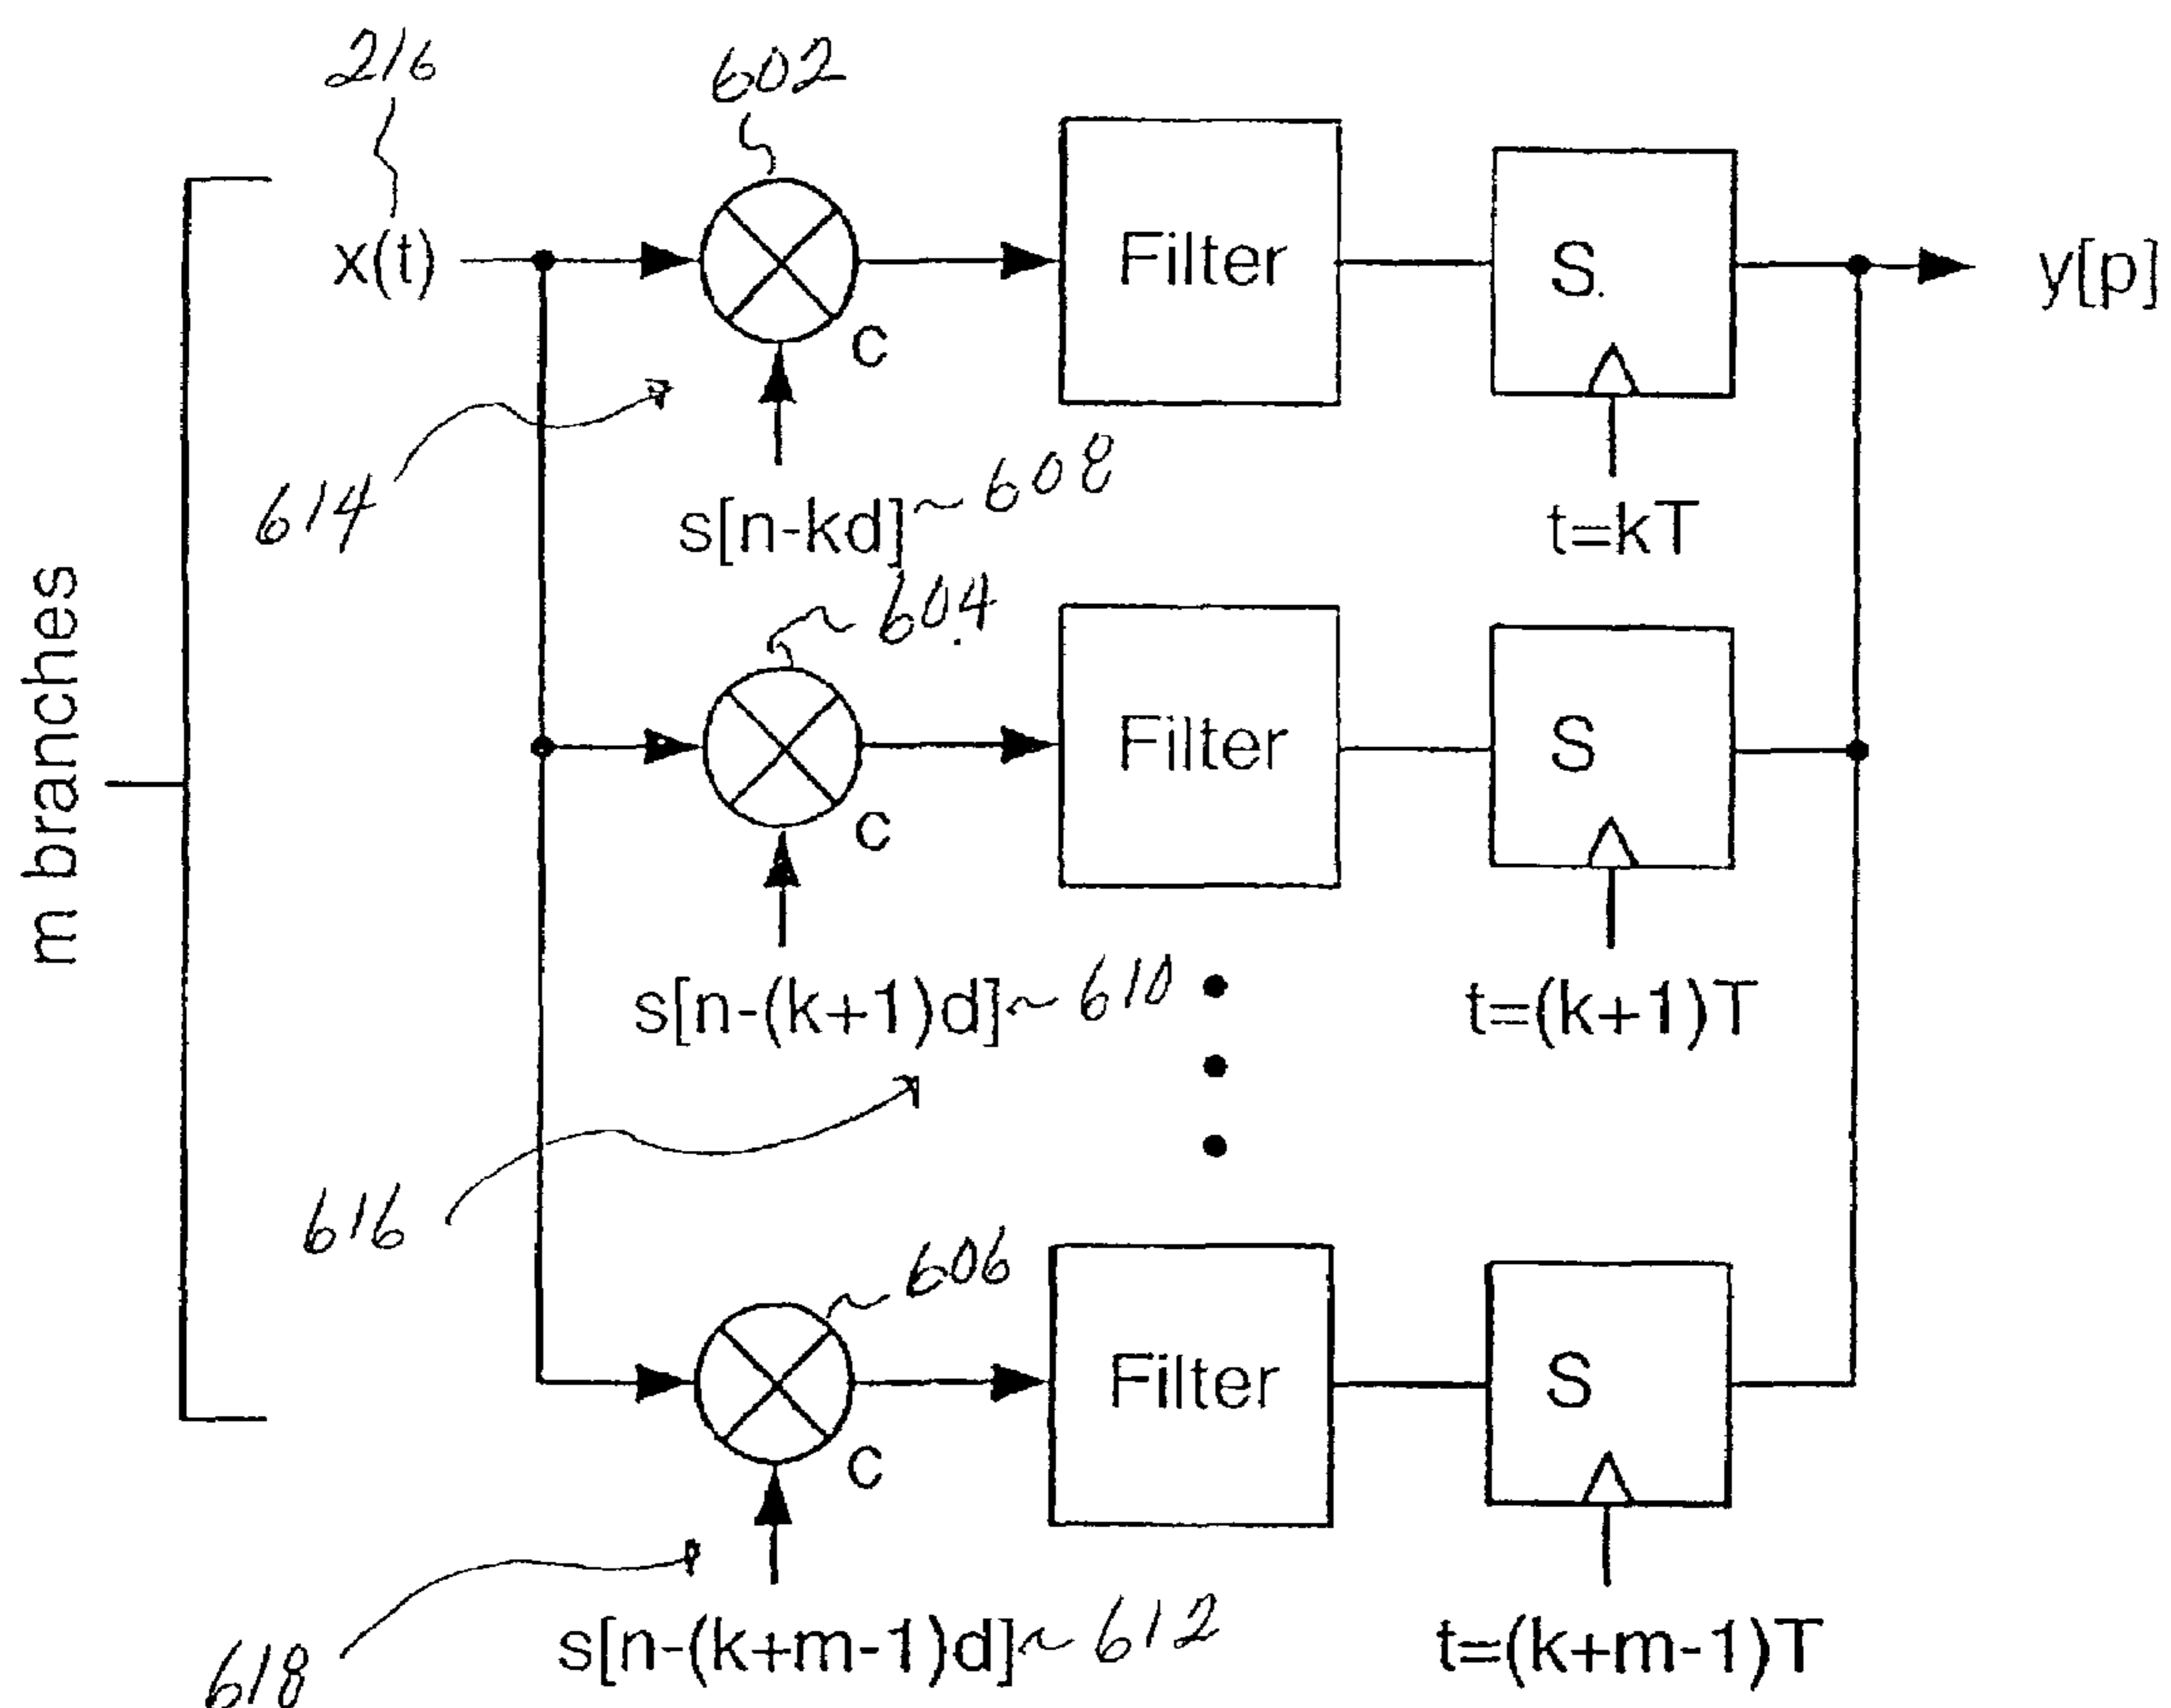 216
602
x(t)
Filter
S
y[p]
c
614
s[n-kd]~608
t=kT
604
m branches
Filter
S
c
s[n-(k+1)d]~610
t=(k+1)T
616
606
Filter
S
c
618
s[n-(k+m-1)d]~612
t=(k+m-1)T